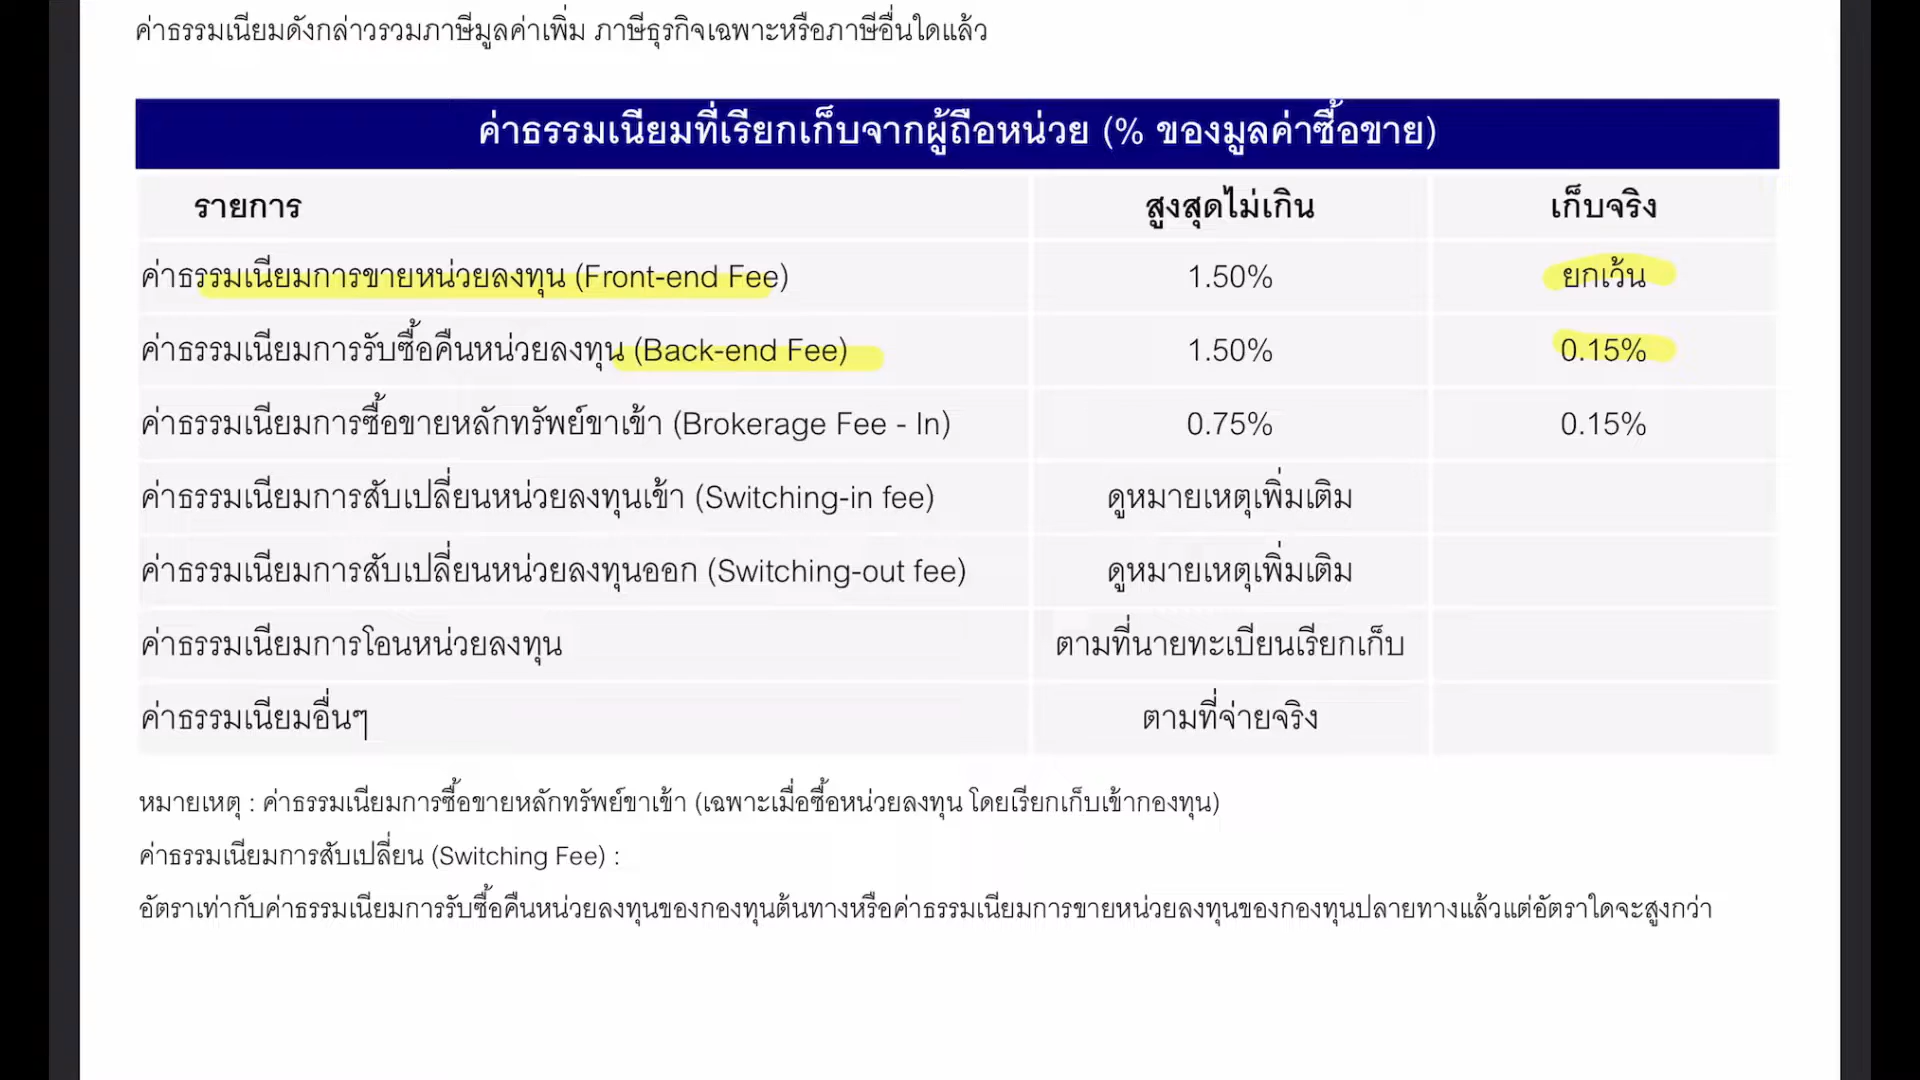 ค่าธรรมเนียมดังกล่าวรวมภาษีมูลค่าเพิ่ม ภาษีธุรกิจเฉพาะหรือภาษีอื่นใดแล้ว
ค่าธรรมเนียมที่เรียกเก็บจากผู้ถือหน่วย (% ของมูลค่าซื้อขาย)
รายการ สูงสุดไม่เกิน เก็บจริง
ค่าธรรมเนียมการขายหน่วยลงทุน (Front-end Fee) 1.50% ยกเว้น
ค่าธรรมเนียมการรับซื้อคืนหน่วยลงทุน (Back-end Fee) 1.50% 0.15%
ค่าธรรมเนียมการซื้อขายหลักทรัพย์ขาเข้า (Brokerage Fee - In) 0.75% 0.15%
ค่าธรรมเนียมการสับเปลี่ยนหน่วยลงทุนเข้า (Switching-in fee) ดูหมายเหตุเพิ่มเติม
ค่าธรรมเนียมการสับเปลี่ยนหน่วยลงทุนออก (Switching-out fee) ดูหมายเหตุเพิ่มเติม
ค่าธรรมเนียมการโอนหน่วยลงทุน ตามที่นายทะเบียนเรียกเก็บ
ค่าธรรมเนียมอื่นๆ ตามที่จ่ายจริง
หมายเหตุ : ค่าธรรมเนียมการซื้อขายหลักทรัพย์ขาเข้า (เฉพาะเมื่อซื้อหน่วยลงทุน โดยเรียกเก็บเข้ากองทุน)
ค่าธรรมเนียมการสับเปลี่ยน (Switching Fee) :
อัตราเท่ากับค่าธรรมเนียมการรับซื้อคืนหน่วยลงทุนของกองทุนต้นทางหรือค่าธรรมเนียมการขายหน่วยลงทุนของกองทุนปลายทางแล้วแต่อัตราใดจะสูงกว่า